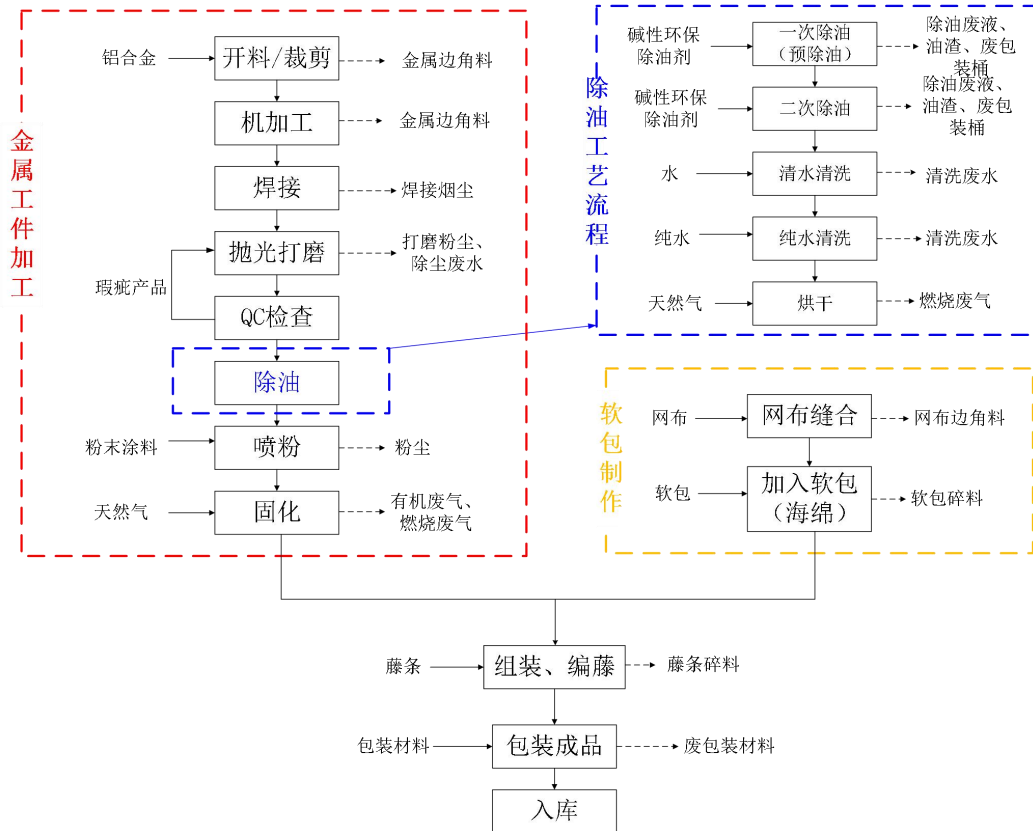 金属工件加工
铝合金
开料/裁剪
金属边角料
机加工
金属边角料
焊接
焊接烟尘
抛光打磨
打磨粉尘、
除尘废水
瑕疵产品
QC检查
除油
粉末涂料
喷粉
粉尘
天然气
固化
有机废气、
燃烧废气
除油工艺流程
碱性环保
除油剂
一次除油
（预除油）
除油废液、
油渣、废包
装桶
碱性环保
除油剂
二次除油
除油废液、
油渣、废包
装桶
水
清水清洗
清洗废水
纯水
纯水清洗
清洗废水
天然气
烘干
燃烧废气
软包制作
网布
网布缝合
网布边角料
软包
加入软包
（海绵）
软包碎料
藤条
组装、编藤
藤条碎料
包装材料
包装成品
废包装材料
入库